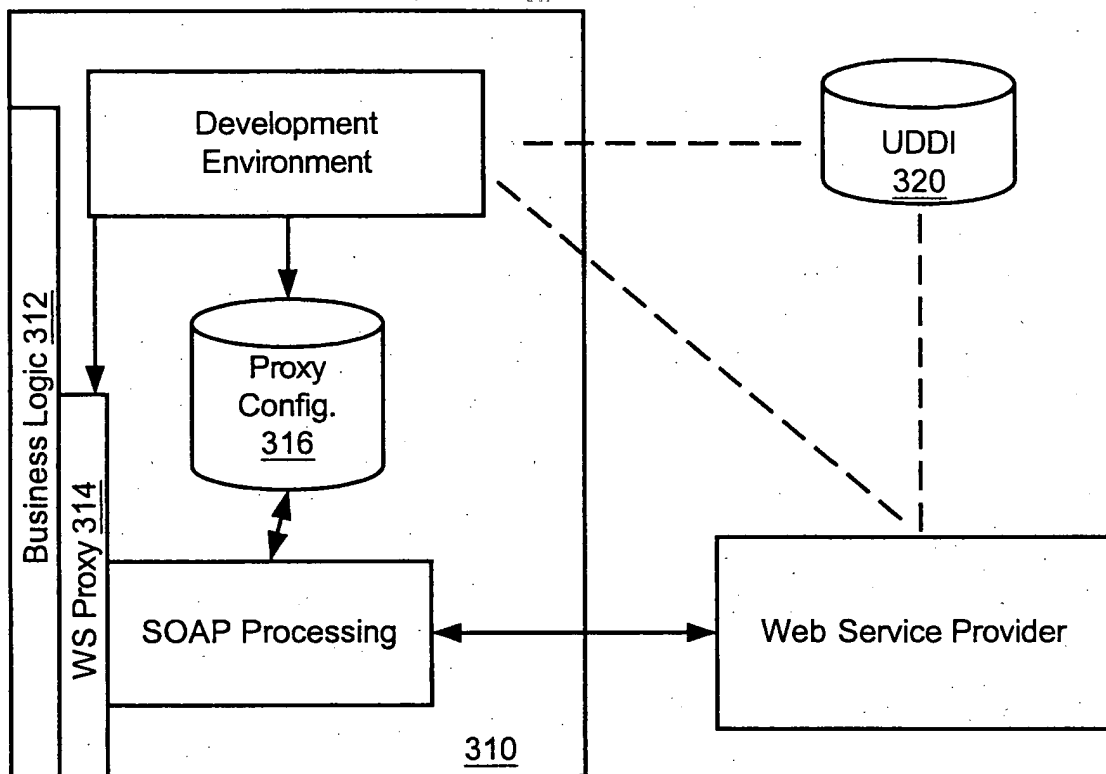 Development
Environment
UDDI
320
Business Logic 312
Proxy
Config.
316
WS Proxy 314
SOAP Processing
Web Service Provider
310